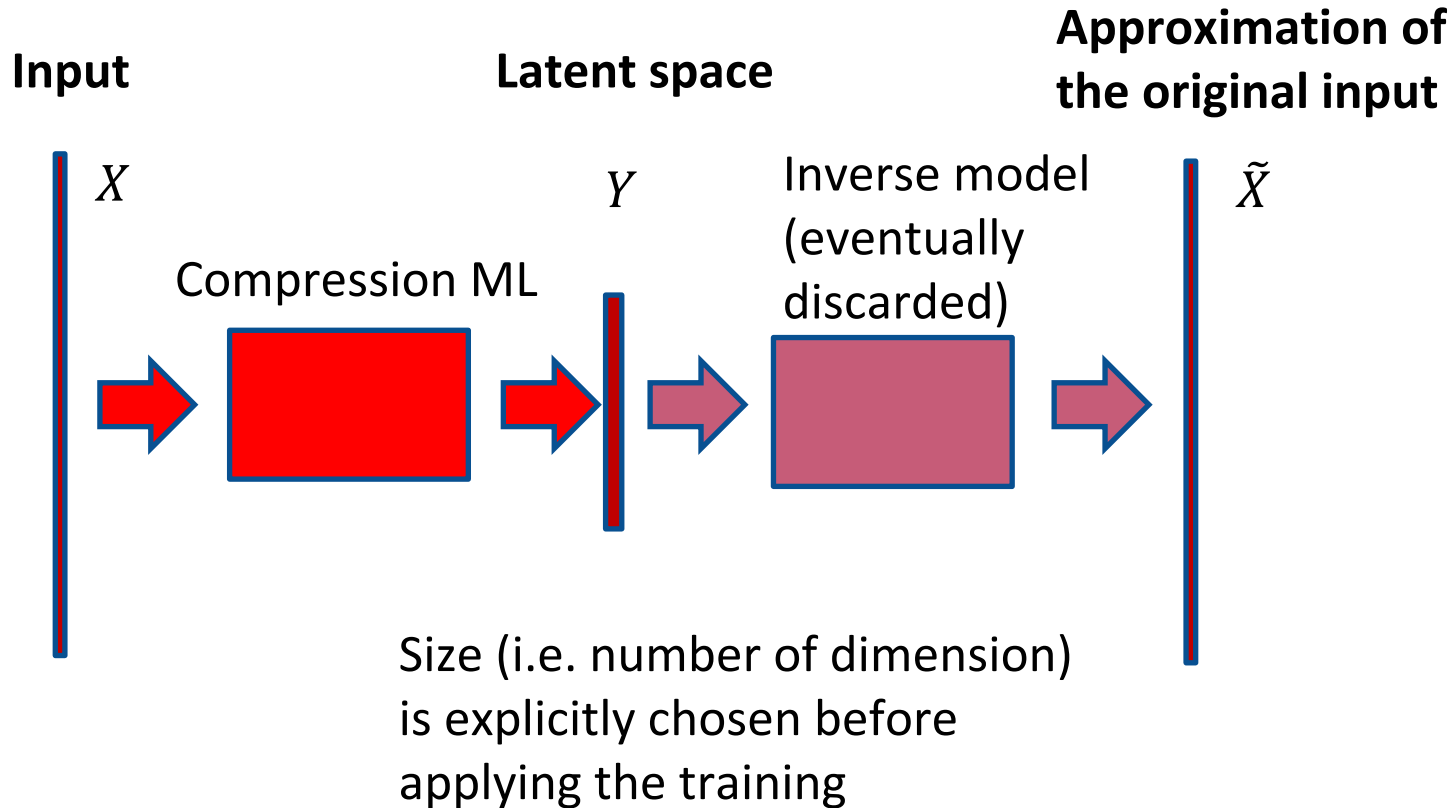 Input
Latent space
Approximation of
the original input
X
Y
Inverse model
(eventually
discarded)
X̃
Compression ML
Size (i.e. number of dimension)
is explicitly chosen before
applying the training